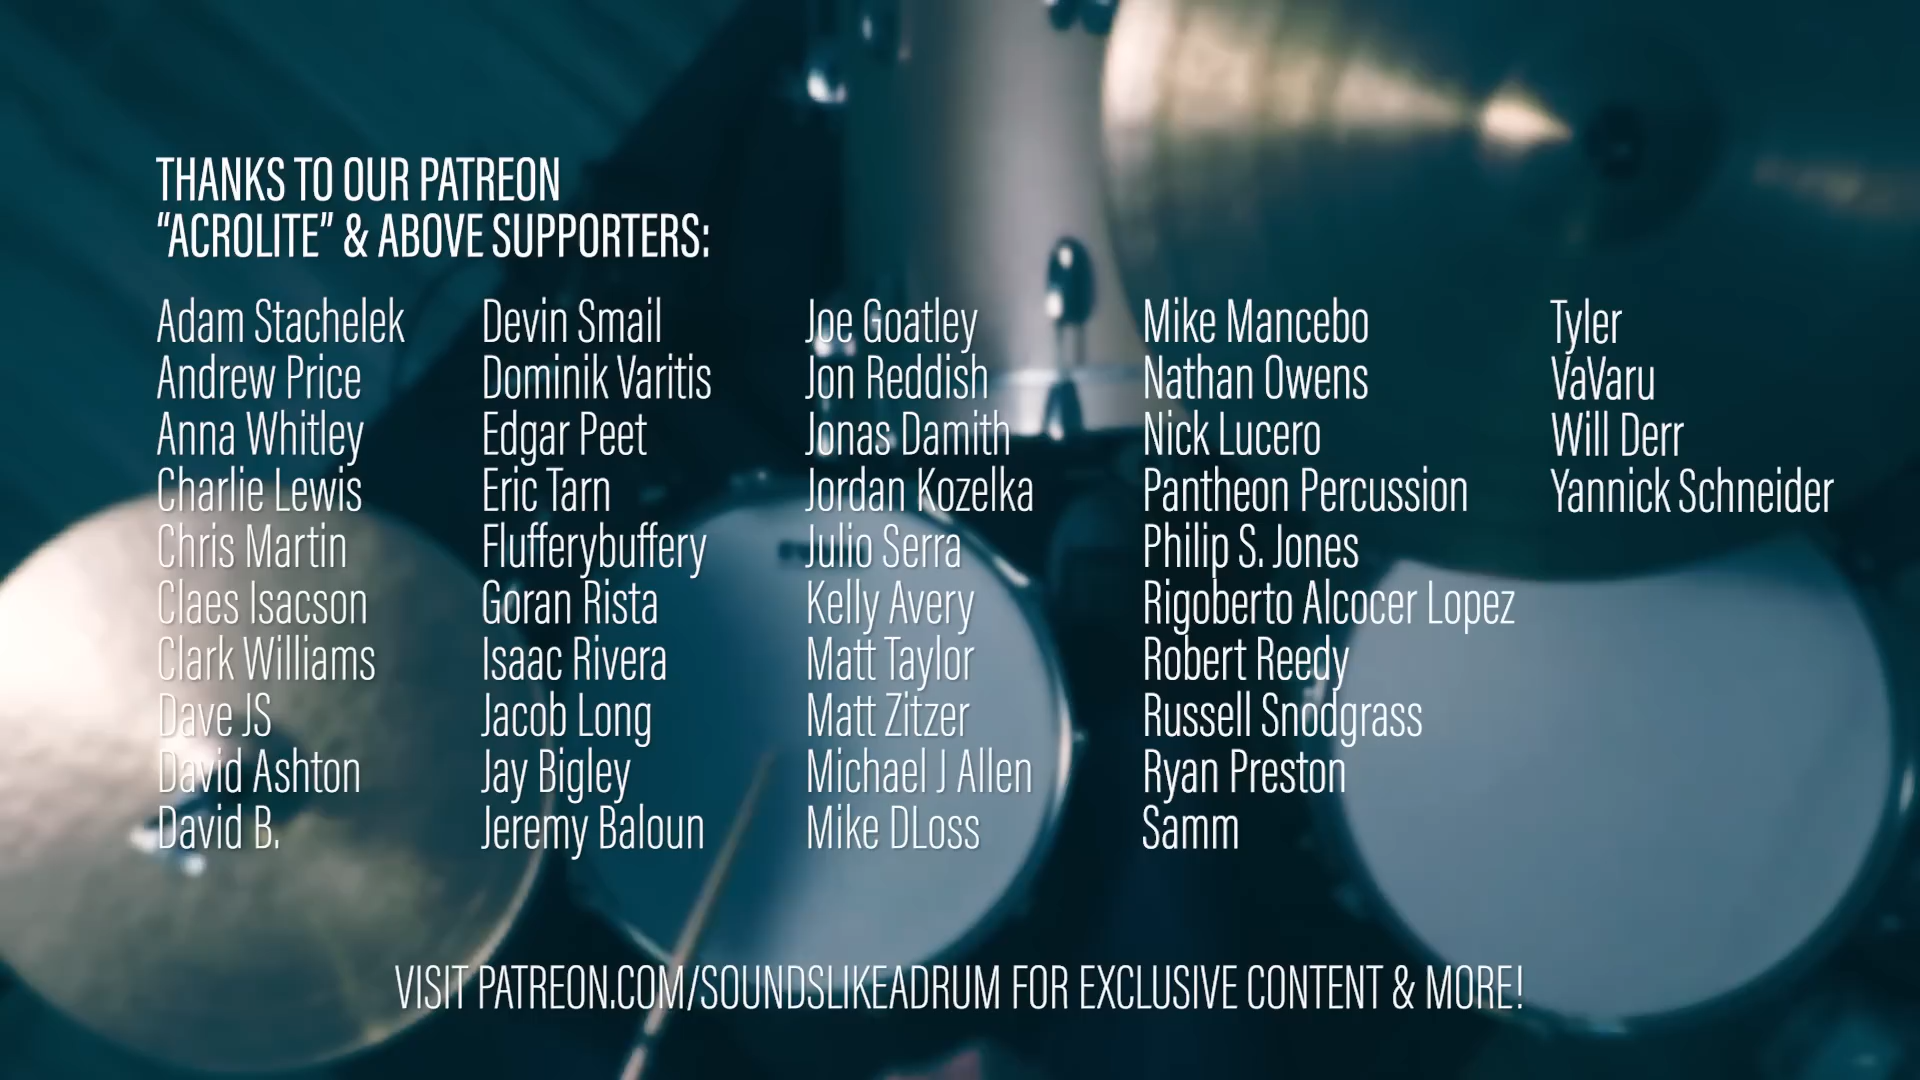 THANKS TO OUR PATREON
“ACROLITE” & ABOVE SUPPORTERS:
Adam Stachelek
Andrew Price
Anna Whitley
Charlie Lewis
Chris Martin
Claes Isacson
Clark Williams
Dave JS
David Ashton
David B.
Devin Smail
Dominik Varitis
Edgar Peet
Eric Tarn
Flufferybuffery
Goran Rista
Isaac Rivera
Jacob Long
Jay Bigley
Jeremy Baloun
Joe Goatley
Jon Reddish
Jonas Damith
Jordan Kozelka
Julio Serra
Kelly Avery
Matt Taylor
Matt Zitzer
Michael J Allen
Mike DLoss
Mike Mancebo
Nathan Owens
Nick Lucero
Pantheon Percussion
Philip S. Jones
Rigoberto Alcocer Lopez
Robert Reedy
Russell Snodgrass
Ryan Preston
Samm
Tyler
VaVaru
Will Derr
Yannick Schneider
VISIT PATREON.COM/SOUNDSLIKEADRUM FOR EXCLUSIVE CONTENT & MORE!